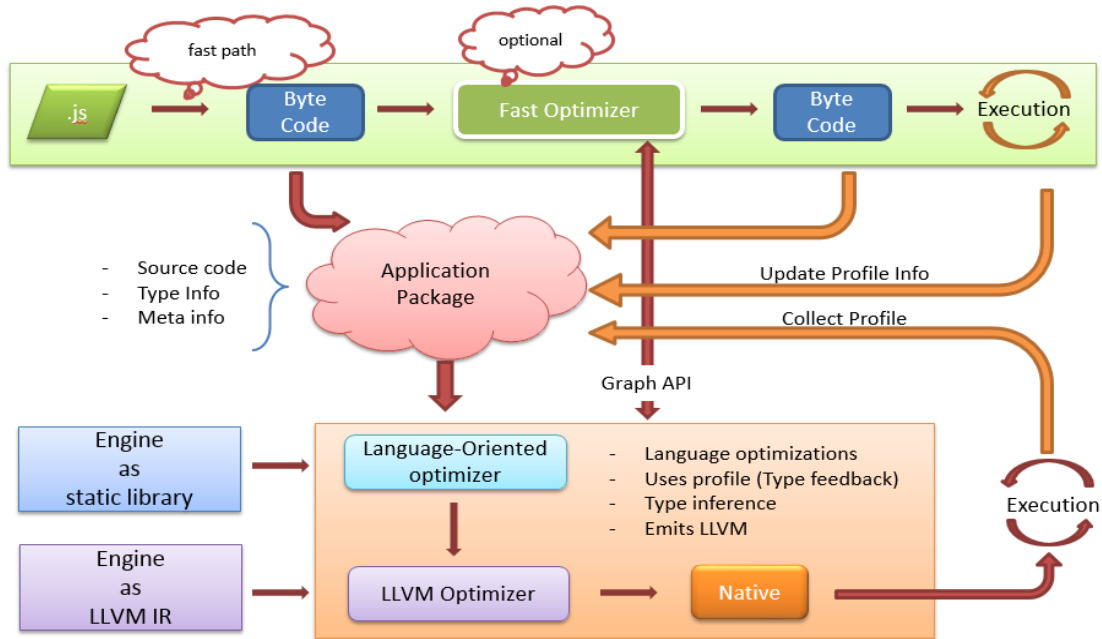 fast path
optional
.js
Byte
Code
Fast Optimizer
Byte
Code
Execution
- Source code
- Type Info
- Meta info
Application
Package
Update Profile Info
Collect Profile
Graph API
Engine
as
static library
Language-Oriented
optimizer
- Language optimizations
- Uses profile (Type feedback)
- Type inference
- Emits LLVM
Execution
Engine
as
LLVM IR
LLVM Optimizer
Native